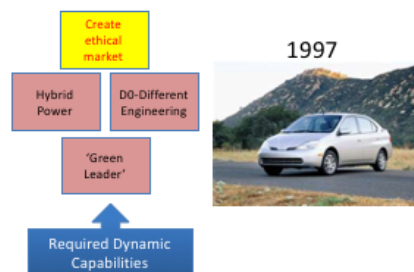 Create
ethical
market
1997
Hybrid
Power
D0-Different
Engineering
‘Green
Leader’
Required Dynamic
Capabilities